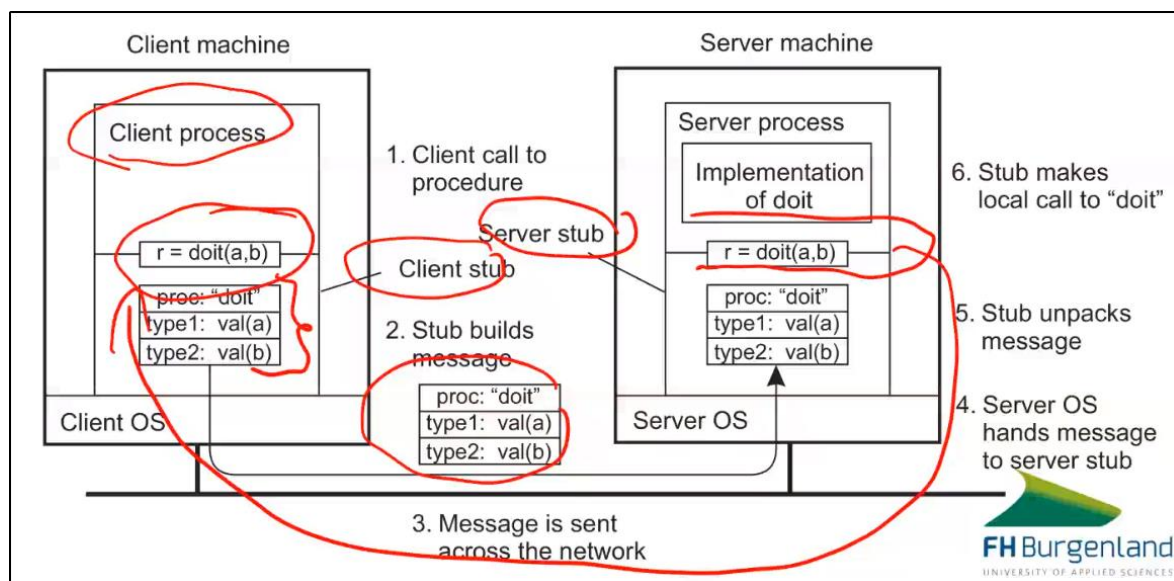 Client machine
Server machine
Client process
1. Client call to
procedure
Server process
Implementation
of doit
6. Stub makes
local call to “doit”
Server stub
r = doit(a,b)
Client stub
r = doit(a,b)
proc: “doit”
type1: val(a)
type2: val(b)
2. Stub builds
message
proc: “doit”
type1: val(a)
type2: val(b)
proc: “doit”
type1: val(a)
type2: val(b)
5. Stub unpacks
message
Client OS
Server OS
4. Server OS
hands message
to server stub
3. Message is sent
across the network
FH Burgenland
UNIVERSITY OF APPLIED SCIENCES